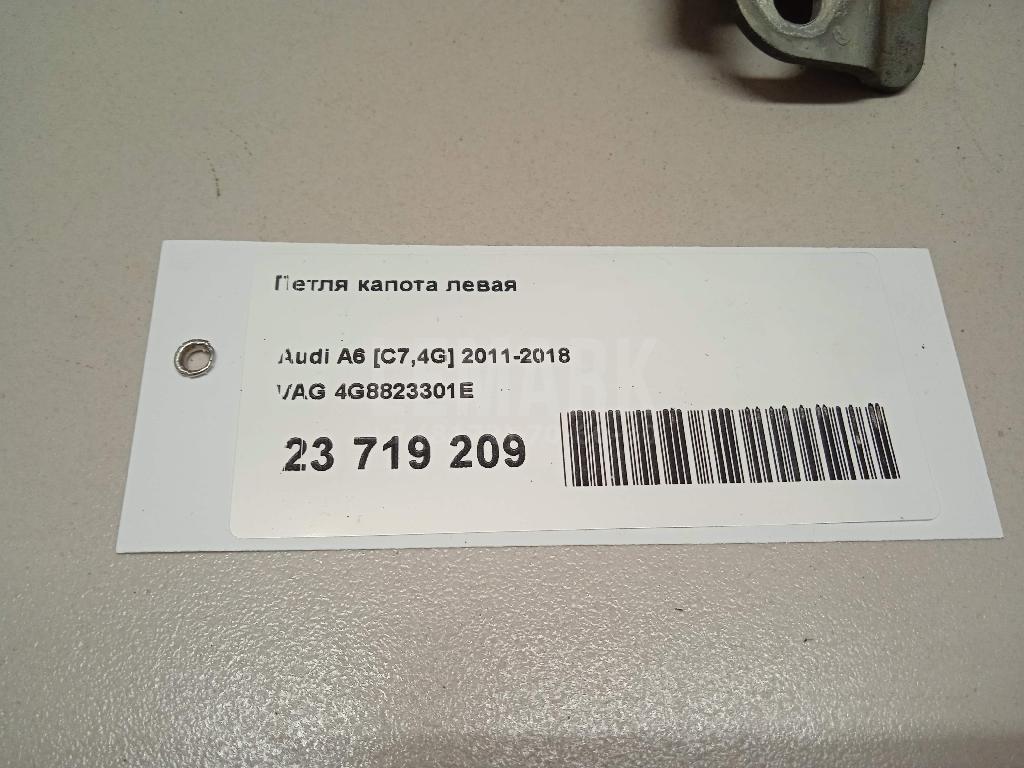 Петля капота левая
Audi A6 [C7,4G] 2011-2018
VAG 4G8823301E
23 719 209